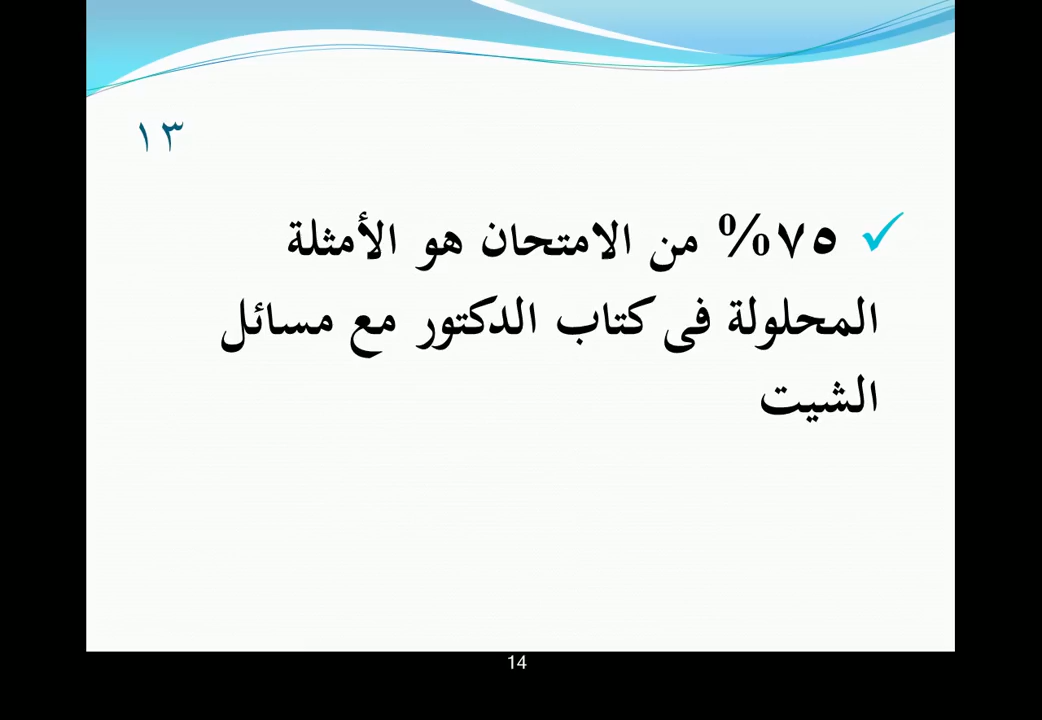 ١٣
✓ ٧٥% من الامتحان هو الأمثلة
المحلولة فى كتاب الدكتور مع مسائل
الشيت
14